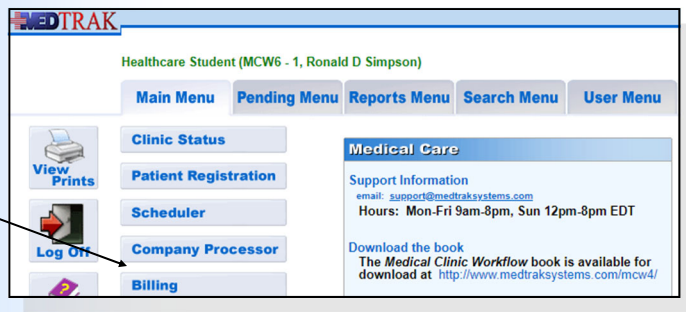 MEDTRAK
Healthcare Student (MCW6 - 1, Ronald D Simpson)
Main Menu Pending Menu Reports Menu Search Menu User Menu
View
Prints
Log Off
Clinic Status
Patient Registration
Scheduler
Company Processor
Billing
Medical Care
Support Information
email: support@medtraksystems.com
Hours: Mon-Fri 9am-8pm, Sun 12pm-8pm EDT
Download the book
The Medical Clinic Workflow book is available for
download at http://www.medtraksystems.com/mcw4/